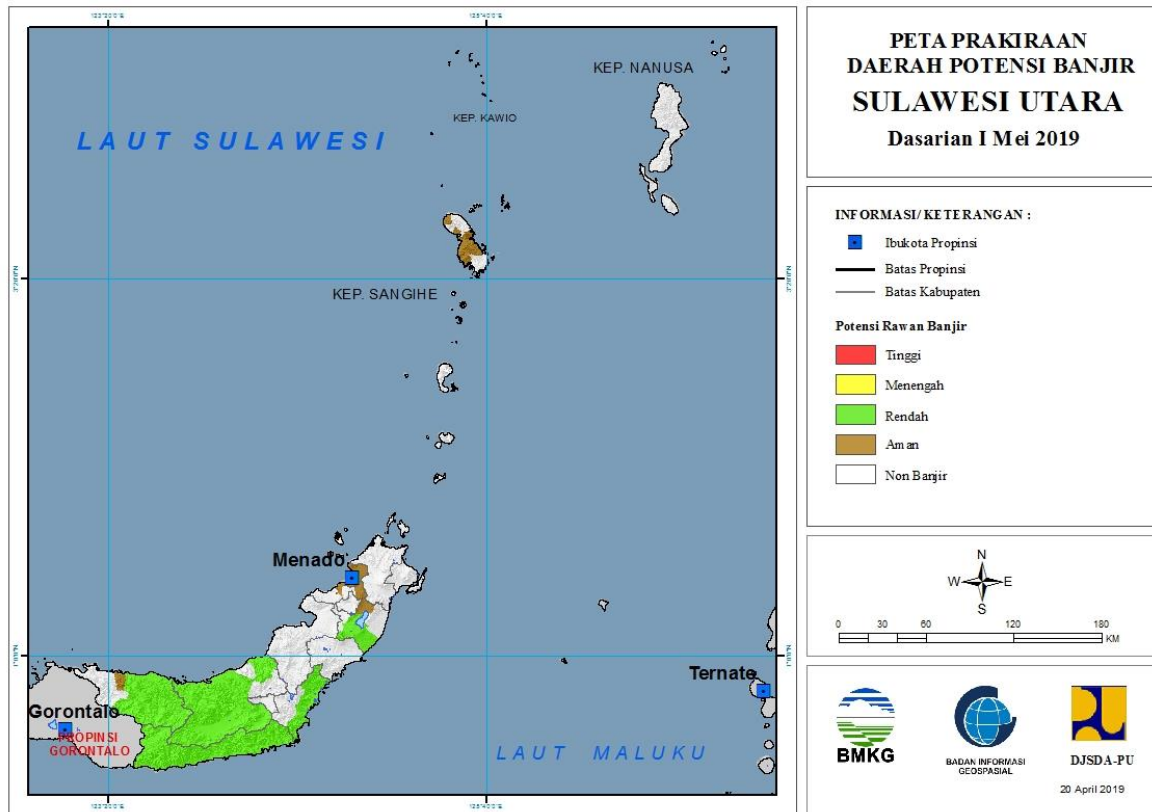 PETA PRAKIRAAN
DAERAH POTENSI BANJIR
SULAWESI UTARA
Dasarian I Mei 2019
KEP. NANUSA
KEP. KAWIO
LAUT SULAWESI
KEP. SANGIHE
Menado
Ternate
Gorontalo
PROPINSI
GORONTALO
LAUT MALUKU
INFORMASI/ KETERANGAN :
Ibukota Propinsi
Batas Propinsi
Batas Kabupaten
Potensi Rawan Banjir
Tinggi
Menengah
Rendah
Aman
Non Banjir
N
W E
S
0 30 60 120 180
KM
BMKG
BADAN INFORMASI
GEOSPASIAL
DJSDA-PU
20 April 2019